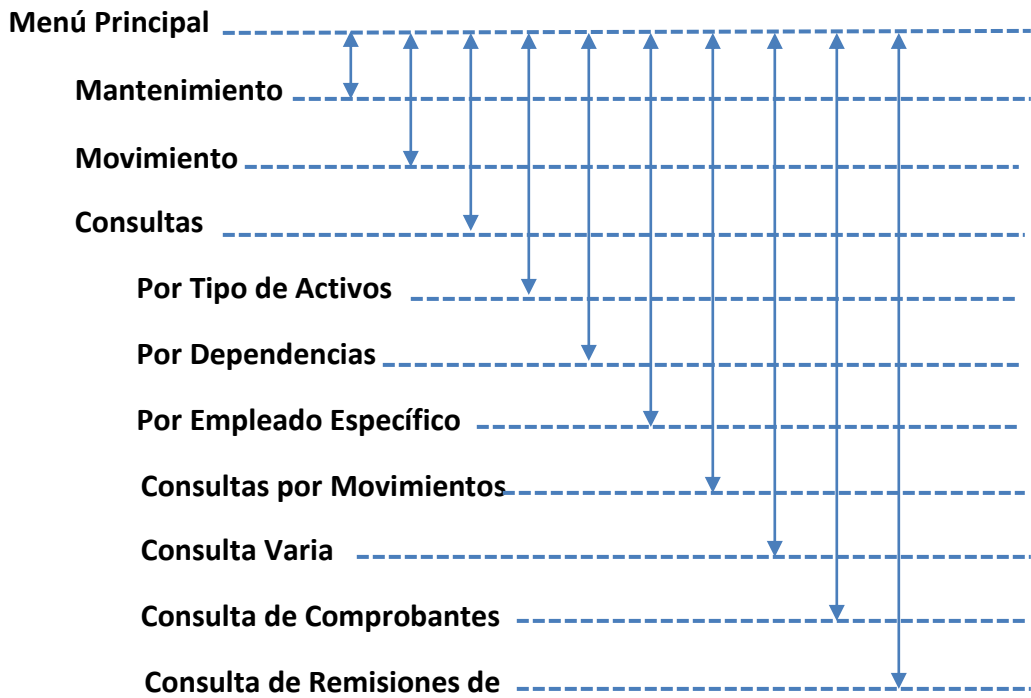 Menú Principal
Mantenimiento
Movimiento
Consultas
Por Tipo de Activos
Por Dependencias
Por Empleado Específico
Consultas por Movimientos
Consulta Varia
Consulta de Comprobantes
Consulta de Remisiones de